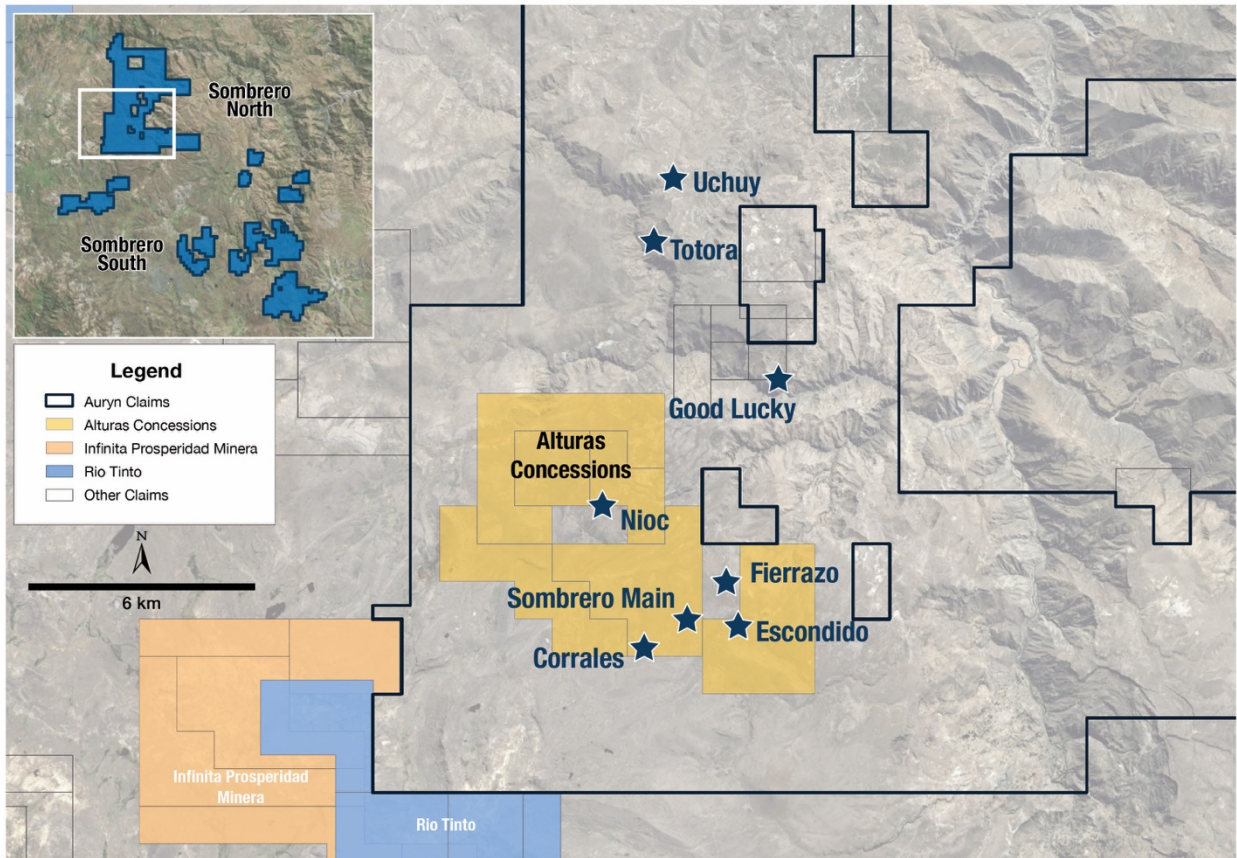 Sombrero
North
Sombrero
South
Legend
Auryn Claims
Alturas Concessions
Infinita Prosperidad Minera
Rio Tinto
Other Claims
N
6 km
Uchuy
Totora
Good Lucky
Alturas
Concessions
Nioc
Fierrazo
Sombrero Main
Escondido
Corrales
Infinita Prosperidad
Minera
Rio Tinto